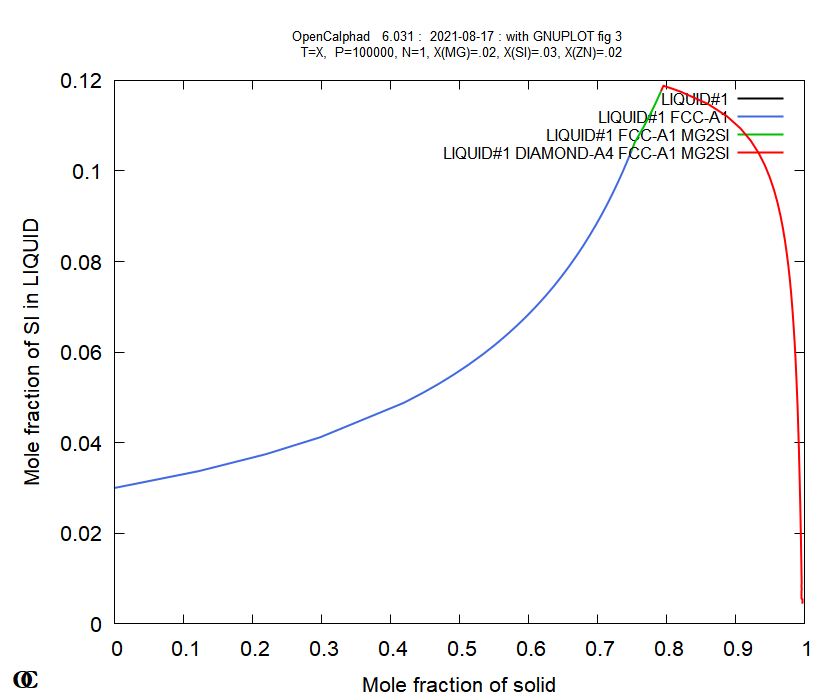 OpenCalphad 6.031 : 2021-08-17 : with GNUPLOT fig 3
T=X, P=100000, N=1, X(MG)=.02, X(SI)=.03, X(ZN)=.02
LIQUID#1
LIQUID#1 FCC-A1
LIQUID#1 FCC-A1 MG2SI
LIQUID#1 DIAMOND-A4 FCC-A1 MG2SI
0.12
0.1
0.08
0.06
0.04
0.02
0
Mole fraction of SI in LIQUID
0 0.1 0.2 0.3 0.4 0.5 0.6 0.7 0.8 0.9 1
Mole fraction of solid
OC